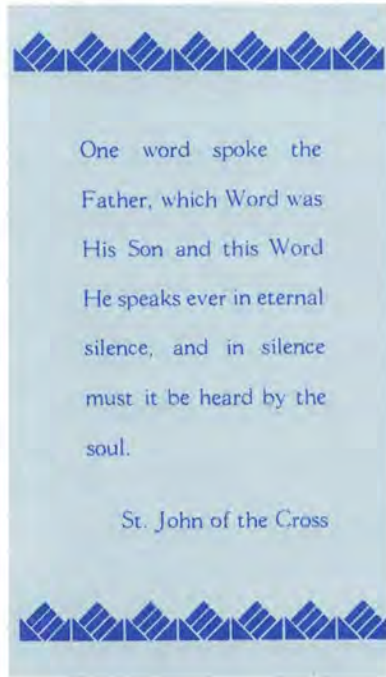 One word spoke the
Father, which Word was
His Son and this Word
He speaks ever in eternal
silence, and in silence
must it be heard by the
soul.
St. John of the Cross